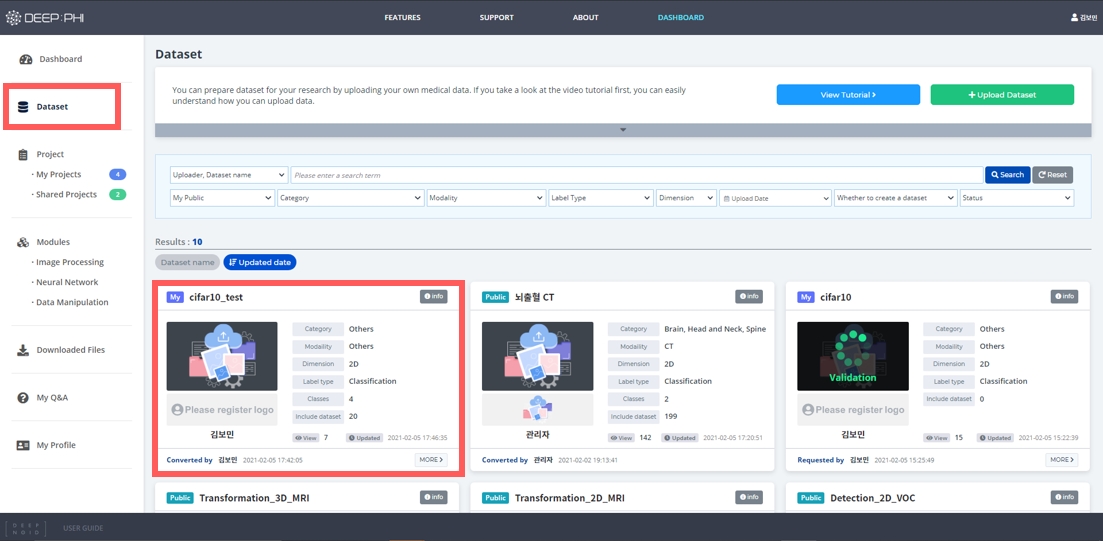 DEEP:PHI
FEATURES
SUPPORT
ABOUT
DASHBOARD
김보민
Dashboard
Dataset
Project
· My Projects 4
· Shared Projects 2
Modules
· Image Processing
· Neural Network
· Data Manipulation
Downloaded Files
My Q&A
My Profile
Dataset
You can prepare dataset for your research by uploading your own medical data. If you take a look at the video tutorial first, you can easily
understand how you can upload data.
View Tutorial >
+ Upload Dataset
Uploader, Dataset name
Please enter a search term
Search
Reset
My Public
Category
Modality
Label Type
Dimension
Upload Date
Whether to create a dataset
Status
Results : 10
Dataset name
Updated date
My cifar10_test
info
Please register logo
김보민
Category Others
Modaility Others
Dimension 2D
Label type Classification
Classes 4
Include dataset 20
View 7 Updated 2021-02-05 17:46:35
Converted by 김보민 2021-02-05 17:42:05
MORE >
Public 뇌출혈 CT
info
관리자
Category Brain, Head and Neck, Spine
Modaility CT
Dimension 2D
Label type Classification
Classes 2
Include dataset 199
View 142 Updated 2021-02-05 17:20:51
Converted by 관리자 2021-02-02 19:13:41
My cifar10
info
Validation
Please register logo
김보민
Category Others
Modaility Others
Dimension 2D
Label type Classification
Include dataset 0
View 15 Updated 2021-02-05 15:22:39
Requested by 김보민 2021-02-05 15:25:49
MORE >
Public Transformation_3D_MRI
info
Public Transformation_2D_MRI
info
Public Detection_2D_VOC
info
DEEP
NOID
USER GUIDE